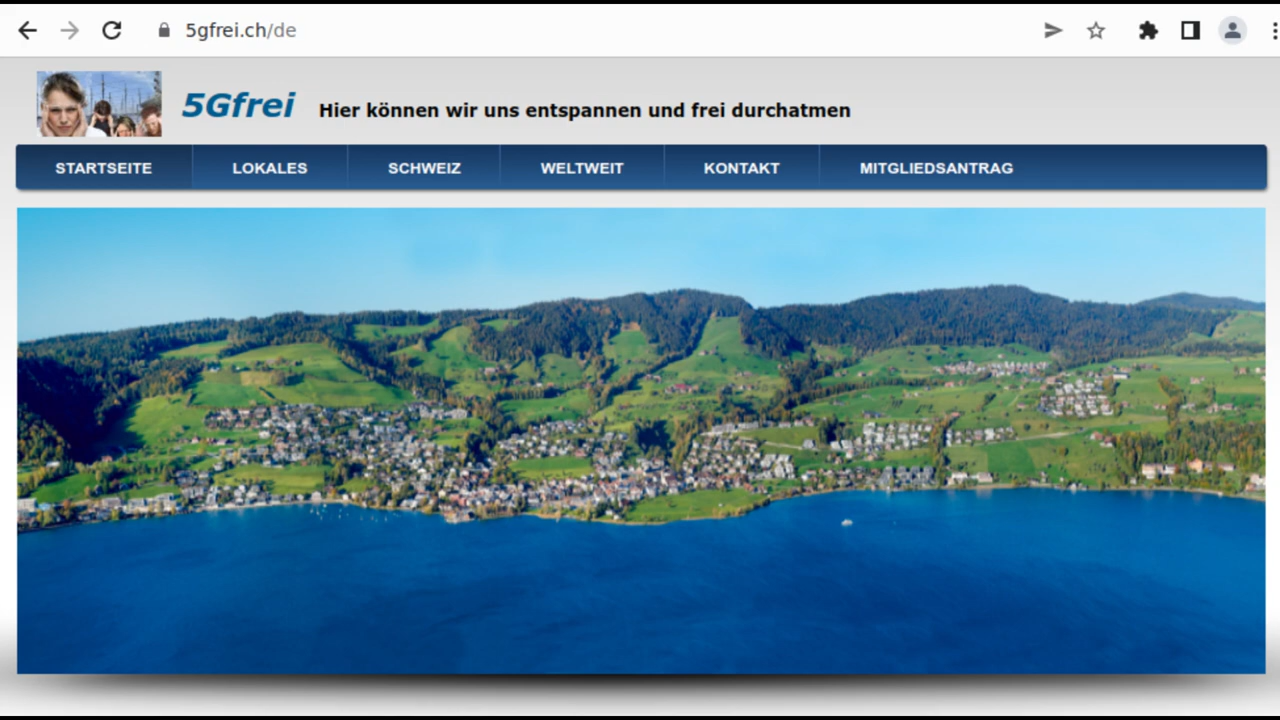 5gfrei.ch/de
5Gfrei Hier können wir uns entspannen und frei durchatmen
STARTSEITE LOKALES SCHWEIZ WELTWEIT KONTAKT MITGLIEDSANTRAG